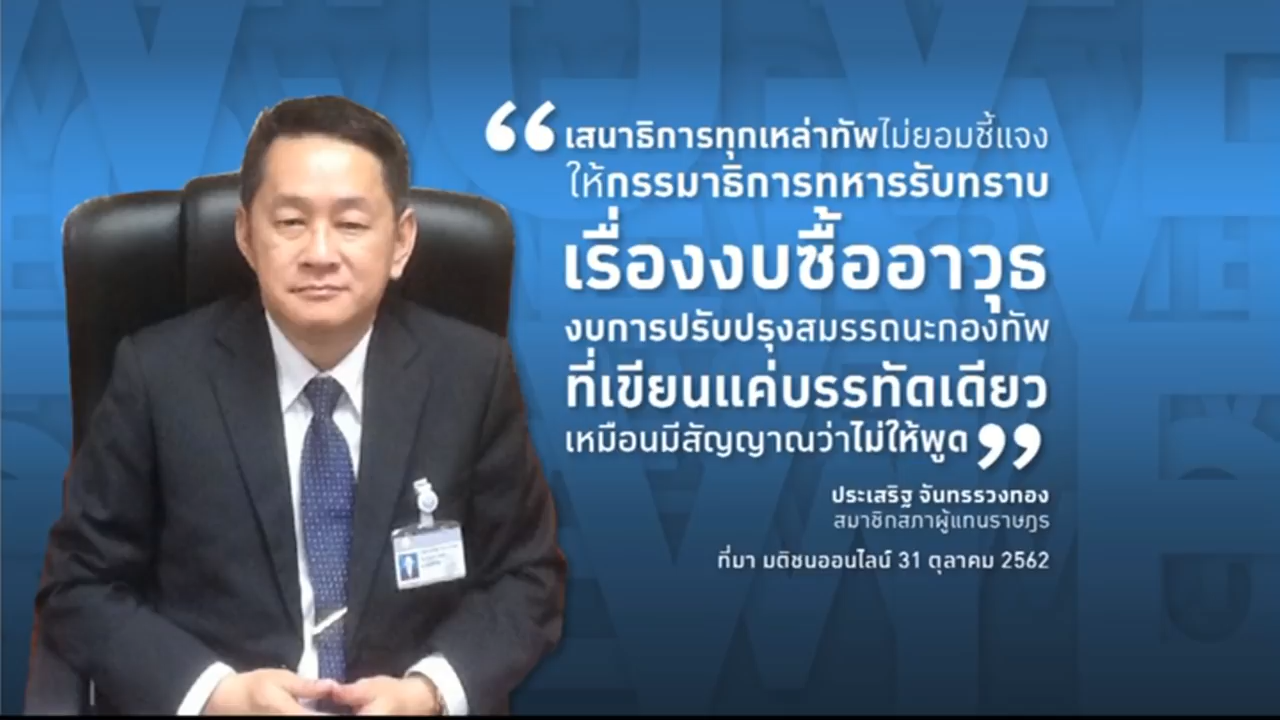 “เสนาธิการทุกเหล่าทัพไม่ยอมชี้แจง
ให้กรรมาธิการทหารรับทราบ
เรื่องงบซื้ออาวุธ
งบการปรับปรุงสมรรถนะกองทัพ
ที่เขียนแค่บรรทัดเดียว
เหมือนมีสัญญาณว่าไม่ให้พูด”
ประเสริฐ จันทรรวงทอง
สมาชิกสภาผู้แทนราษฎร
ที่มา มติชนออนไลน์ 31 ตุลาคม 2562